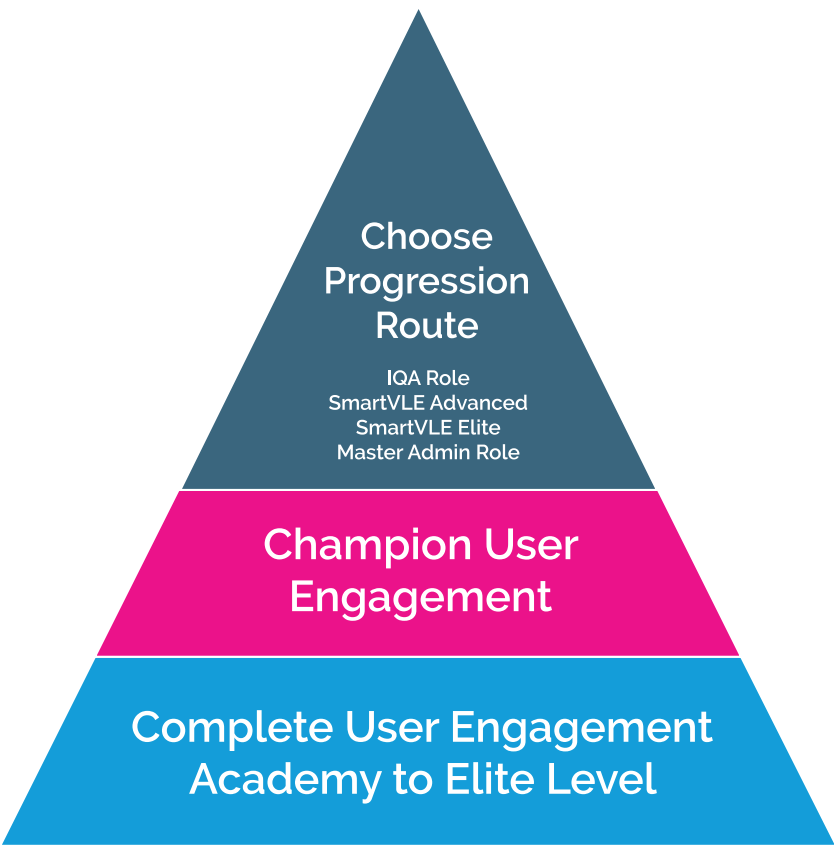 Choose
Progression
Route
IQA Role
SmartVLE Advanced
SmartVLE Elite
Master Admin Role
Champion User
Engagement
Complete User Engagement
Academy to Elite Level